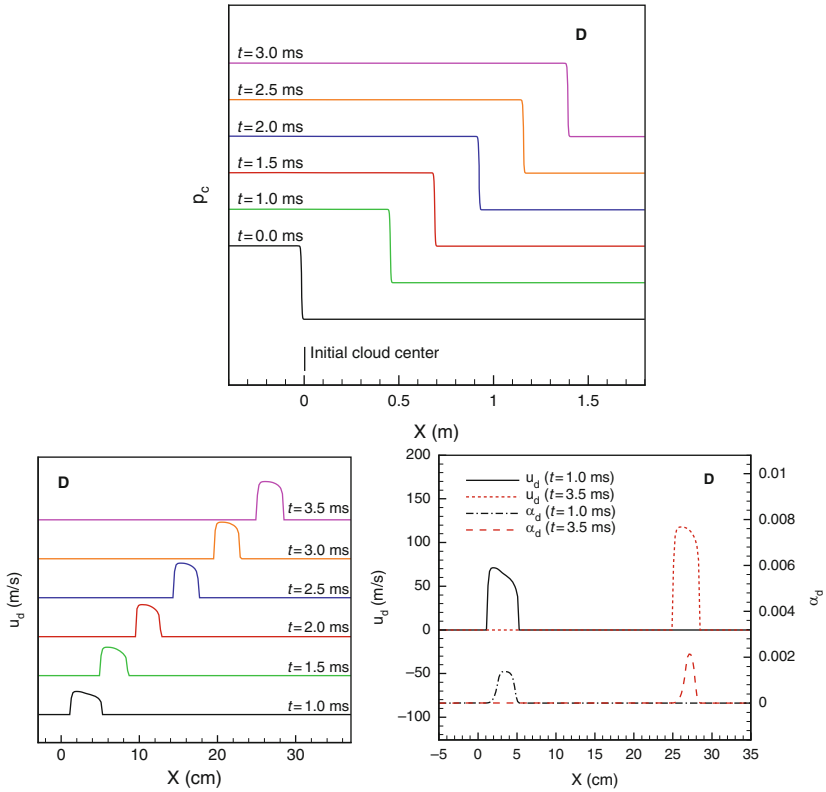 D
t=3.0 ms
t=2.5 ms
t=2.0 ms
t=1.5 ms
t=1.0 ms
t=0.0 ms
p_c
Initial cloud center
0 0.5 1 1.5
X (m)
D
t=3.5 ms
t=3.0 ms
t=2.5 ms
t=2.0 ms
t=1.5 ms
t=1.0 ms
u_d (m/s)
0 10 20 30
X (cm)
D
u_d (t=1.0 ms)
u_d (t=3.5 ms)
α_d (t=1.0 ms)
α_d (t=3.5 ms)
200
150
100
50
0
−50
−100
u_d (m/s)
0.01
0.008
0.006
0.004
0.002
0
α_d
−5 0 5 10 15 20 25 30 35
X (cm)